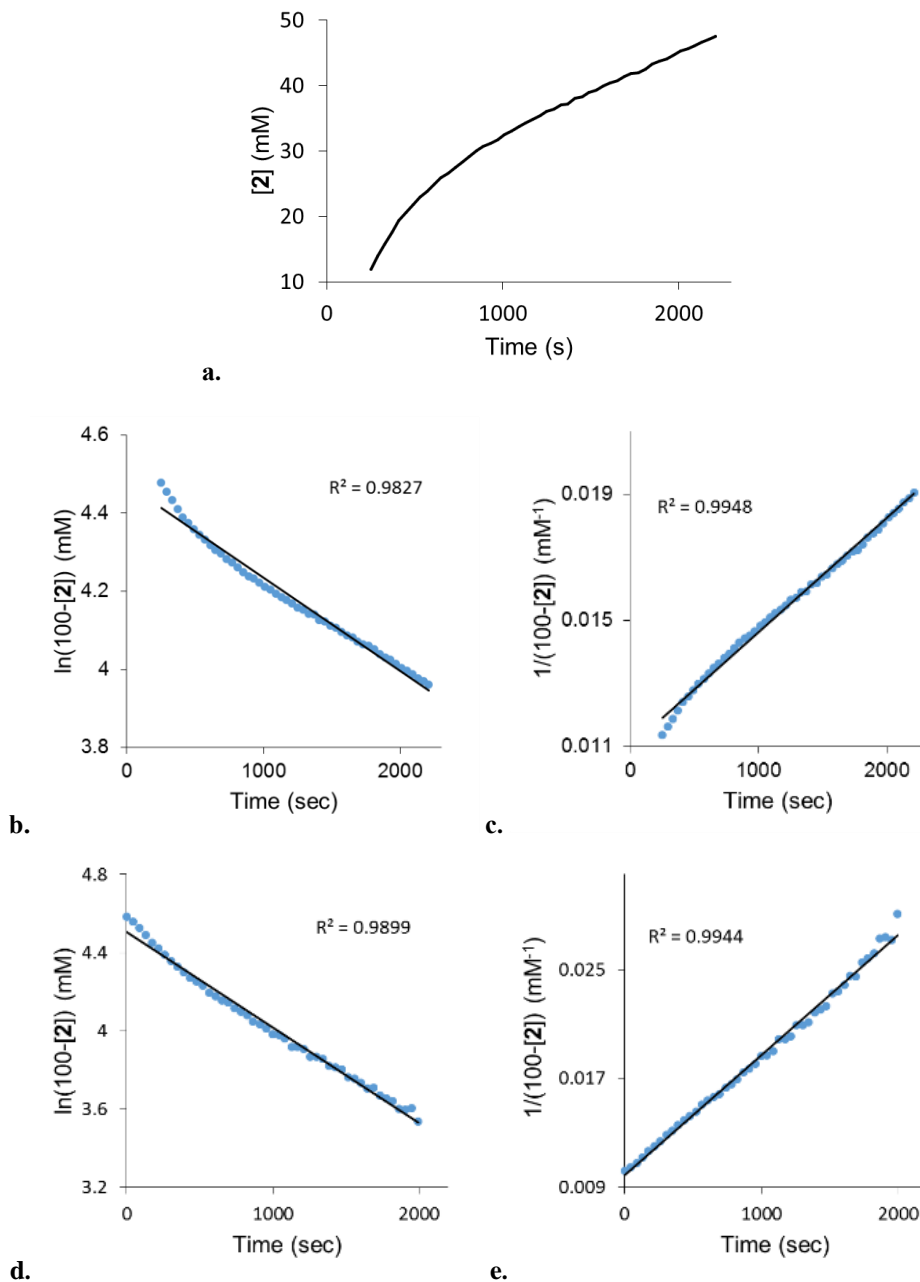 50
40
30
20
10
[2] (mM)
0
1000
2000
Time (s)
a.
4.6
4.4
4.2
4
3.8
ln(100-[2]) (mM)
R² = 0.9827
0
1000
2000
Time (sec)
b.
0.019
0.015
0.011
1/(100-[2]) (mM⁻¹)
R² = 0.9948
0
1000
2000
Time (sec)
c.
4.8
4.4
4
3.6
3.2
ln(100-[2]) (mM)
R² = 0.9899
0
1000
2000
Time (sec)
d.
0.025
0.017
0.009
1/(100-[2]) (mM⁻¹)
R² = 0.9944
0
1000
2000
Time (sec)
e.